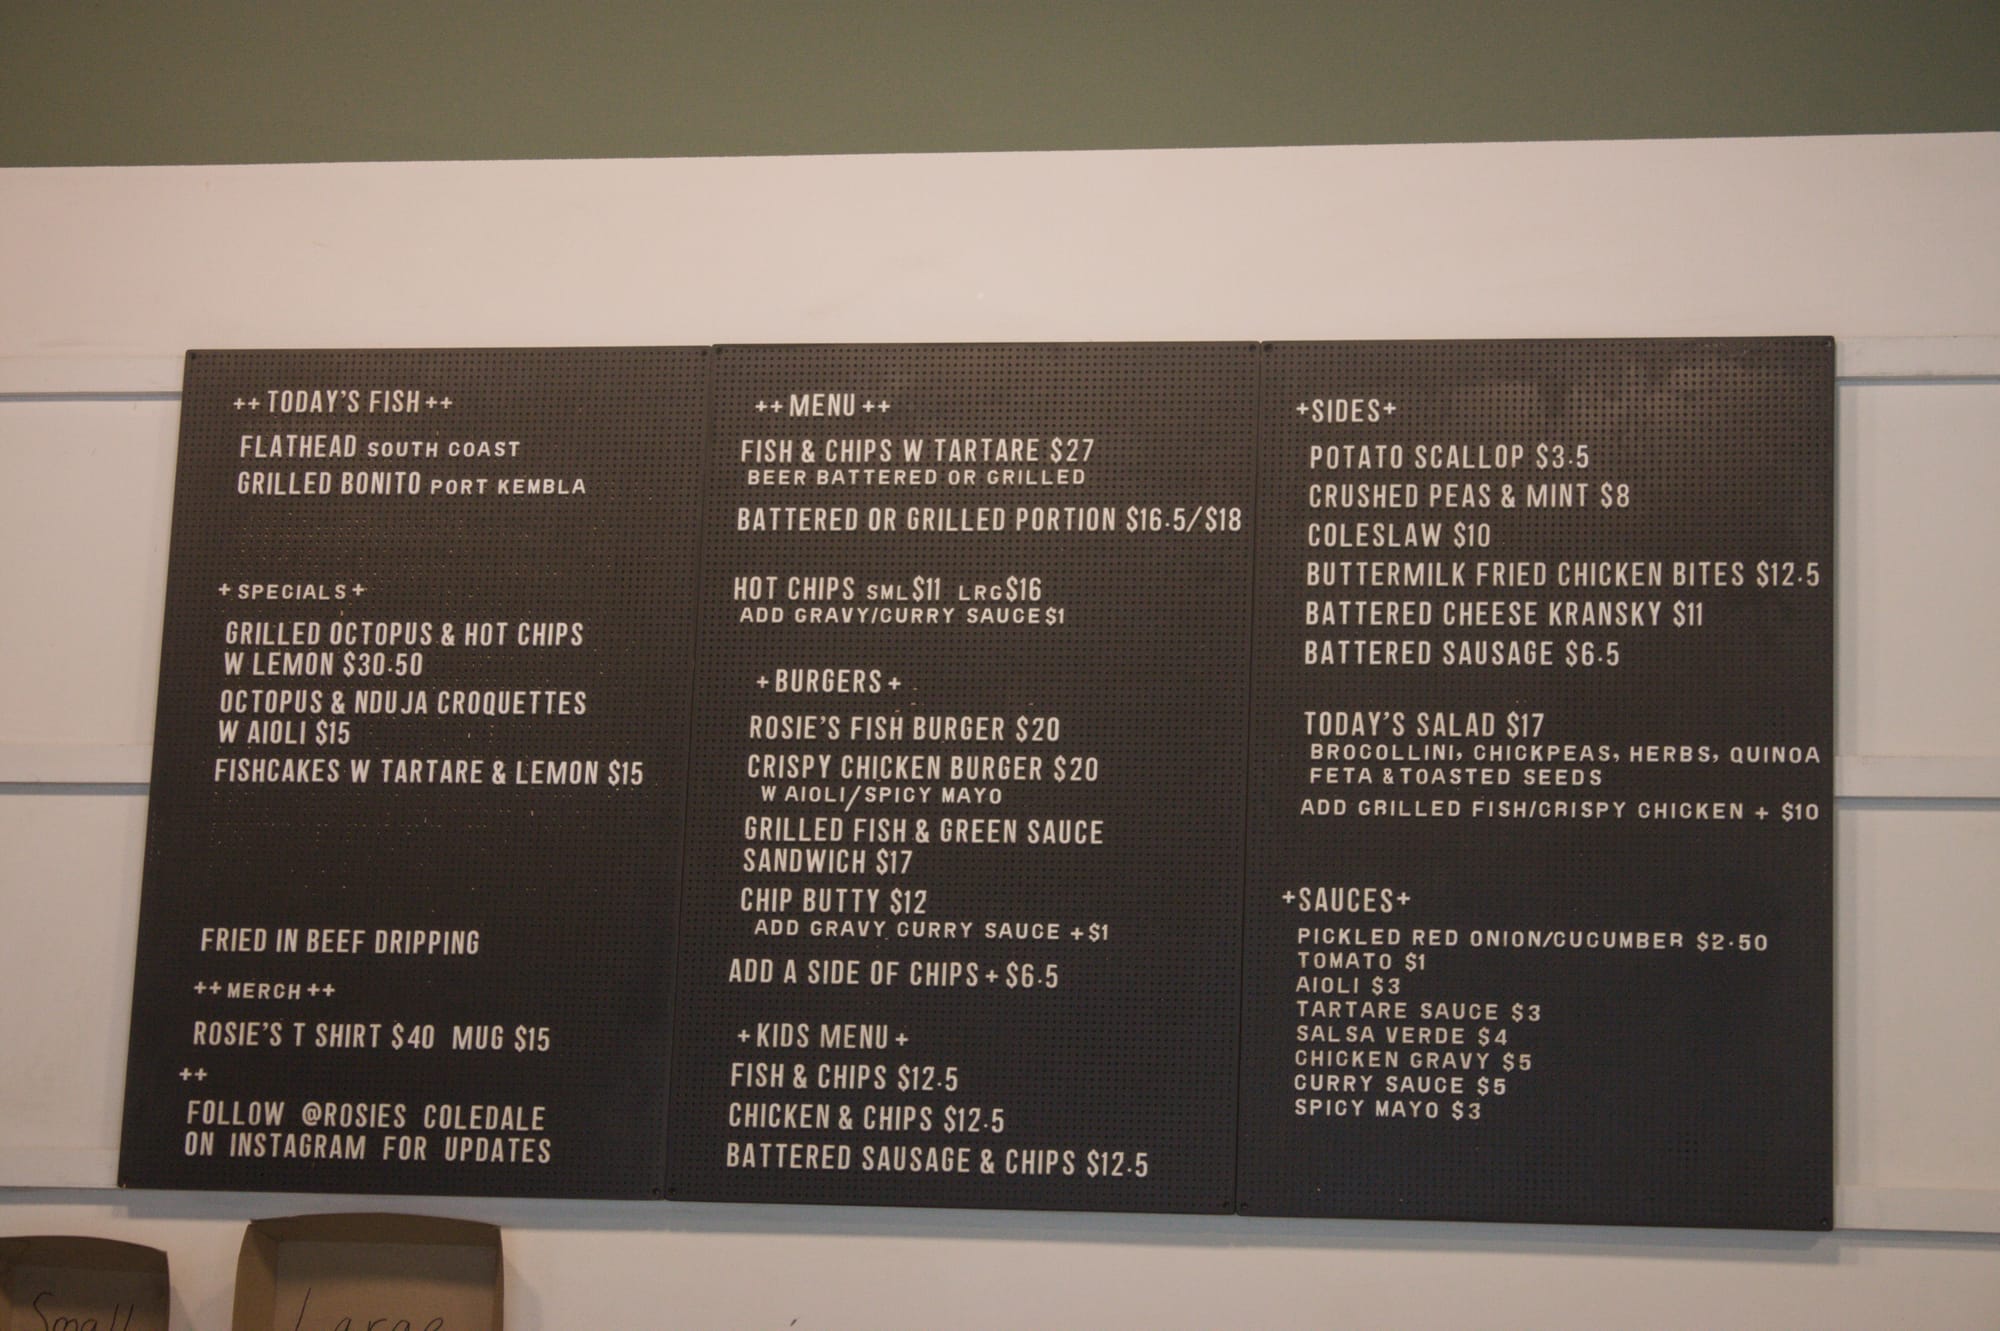 ++ TODAY'S FISH ++
FLATHEAD SOUTH COAST
GRILLED BONITO PORT KEMBLA
+ SPECIALS +
GRILLED OCTOPUS & HOT CHIPS
W LEMON $30.50
OCTOPUS & NDUJA CROQUETTES
W AIOLI $15
FISHCAKES W TARTARE & LEMON $15
FRIED IN BEEF DRIPPING
++ MERCH ++
ROSIE'S T SHIRT $40 MUG $15
++
FOLLOW @ROSIES COLEDALE
ON INSTAGRAM FOR UPDATES
++ MENU ++
FISH & CHIPS W TARTARE $27
BEER BATTERED OR GRILLED
BATTERED OR GRILLED PORTION $16.5/$18
HOT CHIPS SML $11 LRG $16
ADD GRAVY/CURRY SAUCE $1
+ BURGERS +
ROSIE'S FISH BURGER $20
CRISPY CHICKEN BURGER $20
W AIOLI/SPICY MAYO
GRILLED FISH & GREEN SAUCE
SANDWICH $17
CHIP BUTTY $12
ADD GRAVY CURRY SAUCE + $1
ADD A SIDE OF CHIPS + $6.5
+ KIDS MENU +
FISH & CHIPS $12.5
CHICKEN & CHIPS $12.5
BATTERED SAUSAGE & CHIPS $12.5
+SIDES+
POTATO SCALLOP $3.5
CRUSHED PEAS & MINT $8
COLESLAW $10
BUTTERMILK FRIED CHICKEN BITES $12.5
BATTERED CHEESE KRANSKY $11
BATTERED SAUSAGE $6.5
TODAY'S SALAD $17
BROCOLLINI, CHICKPEAS, HERBS, QUINOA
FETA & TOASTED SEEDS
ADD GRILLED FISH/CRISPY CHICKEN + $10
+SAUCES+
PICKLED RED ONION/CUCUMBER $2.50
TOMATO $1
AIOLI $3
TARTARE SAUCE $3
SALSA VERDE $4
CHICKEN GRAVY $5
CURRY SAUCE $5
SPICY MAYO $3
Small
Large